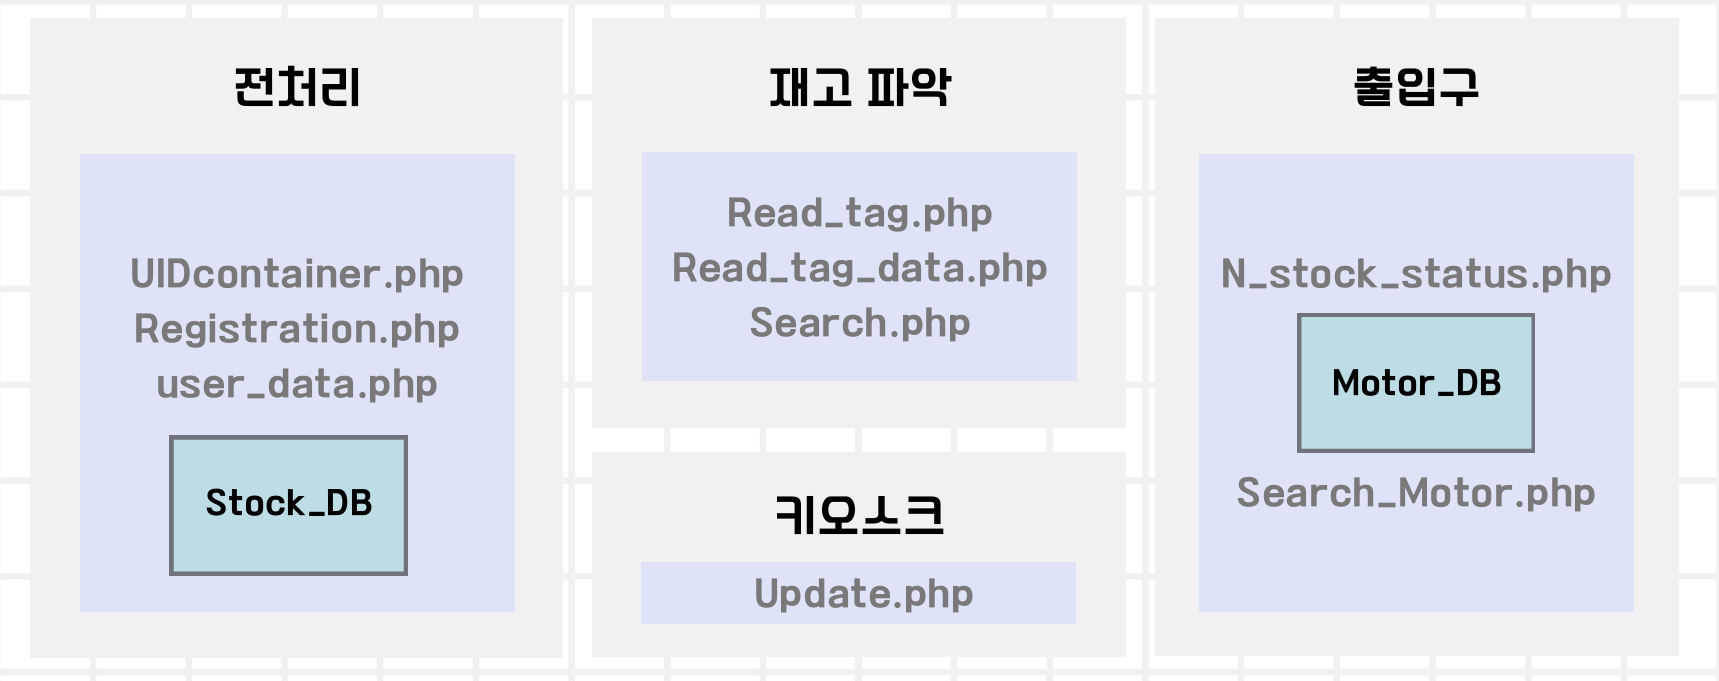 전처리
UIDcontainer.php
Registration.php
user_data.php
Stock_DB
재고 파악
Read_tag.php
Read_tag_data.php
Search.php
키오스크
Update.php
출입구
N_stock_status.php
Motor_DB
Search_Motor.php